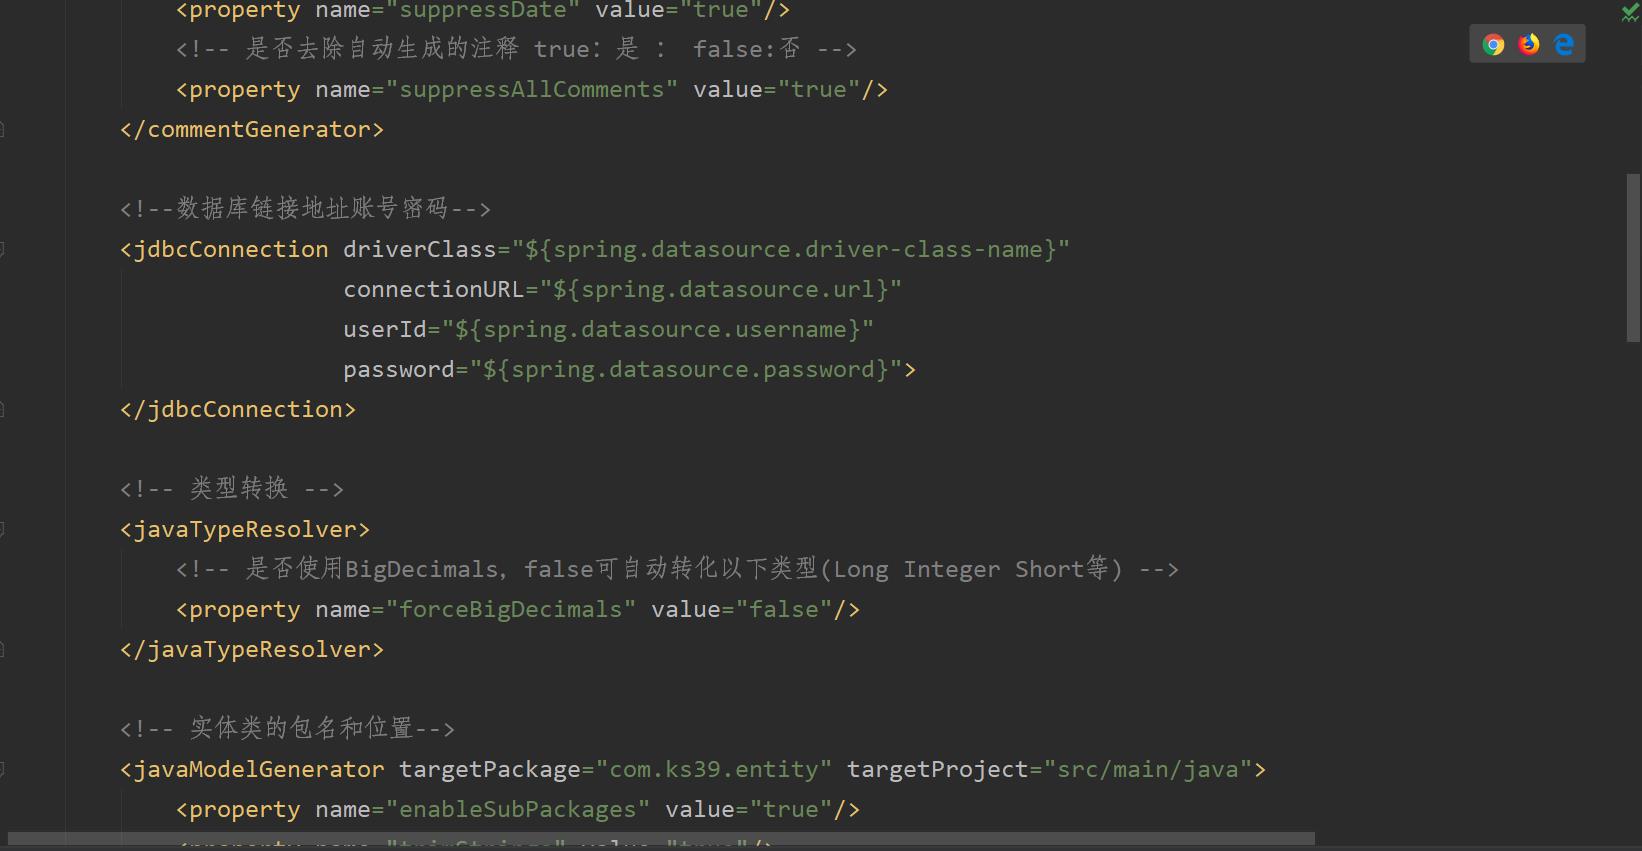 <property name="suppressDate" value="true"/>
<!-- 是否去除自动生成的注释 true：是 ： false:否 -->
<property name="suppressAllComments" value="true"/>
</commentGenerator>
<!--数据库链接地址账号密码-->
<jdbcConnection driverClass="${spring.datasource.driver-class-name}"
connectionURL="${spring.datasource.url}"
userId="${spring.datasource.username}"
password="${spring.datasource.password}">
</jdbcConnection>
<!-- 类型转换 -->
<javaTypeResolver>
<!-- 是否使用BigDecimals, false可自动转化以下类型(Long Integer Short等) -->
<property name="forceBigDecimals" value="false"/>
</javaTypeResolver>
<!-- 实体类的包名和位置-->
<javaModelGenerator targetPackage="com.ks39.entity" targetProject="src/main/java">
<property name="enableSubPackages" value="true"/>
<property name="trimStrings" value="true"/>